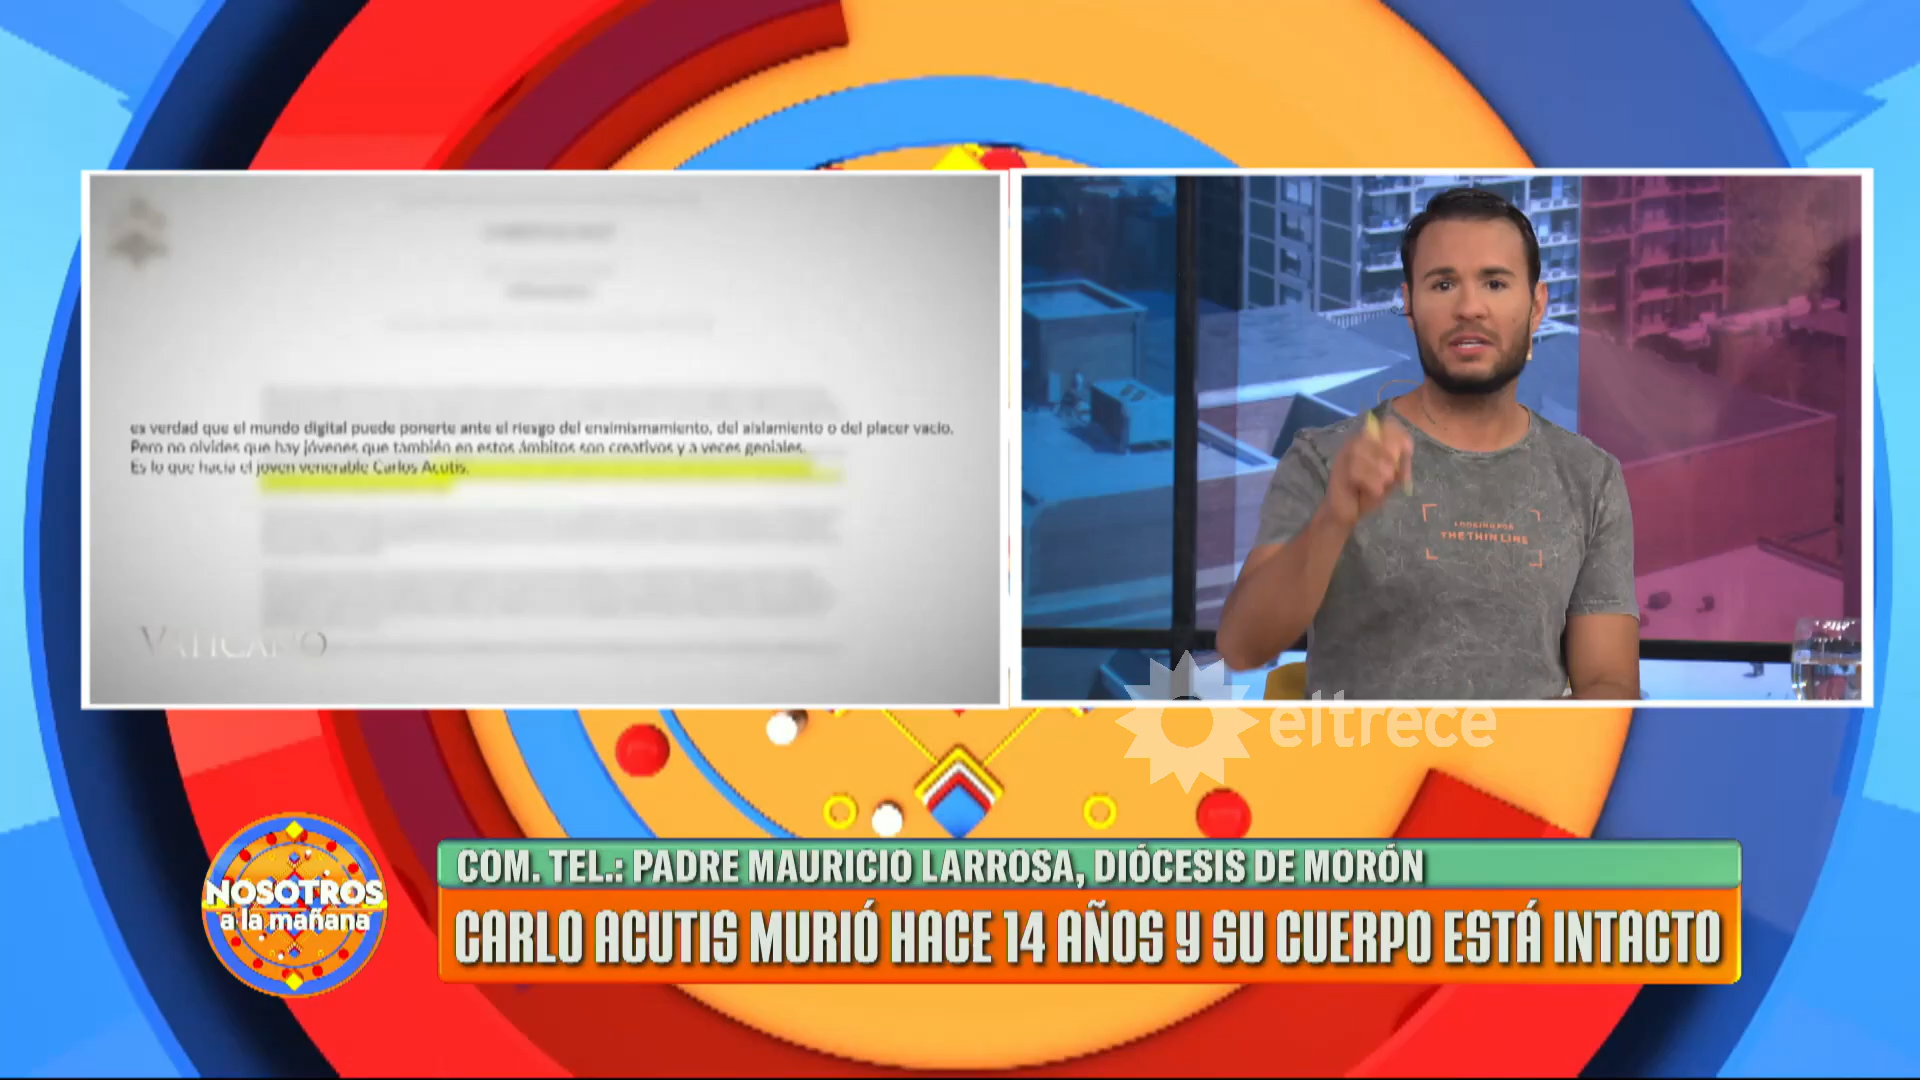 es verdad que el mundo digital puede ponerte ante el riesgo del ensimismamiento, del aislamiento o del placer vacío.
Pero no olvides que hay jóvenes que también en estos ámbitos son creativos y a veces geniales.
Es lo que hacía el joven venerable Carlos Acutis.
VATICANO
LOOKING FOR
THE THIN LINE
eltrece
NOSOTROS
a la mañana
COM. TEL.: PADRE MAURICIO LARROSA, DIÓCESIS DE MORÓN
CARLO ACUTIS MURIÓ HACE 14 AÑOS Y SU CUERPO ESTÁ INTACTO